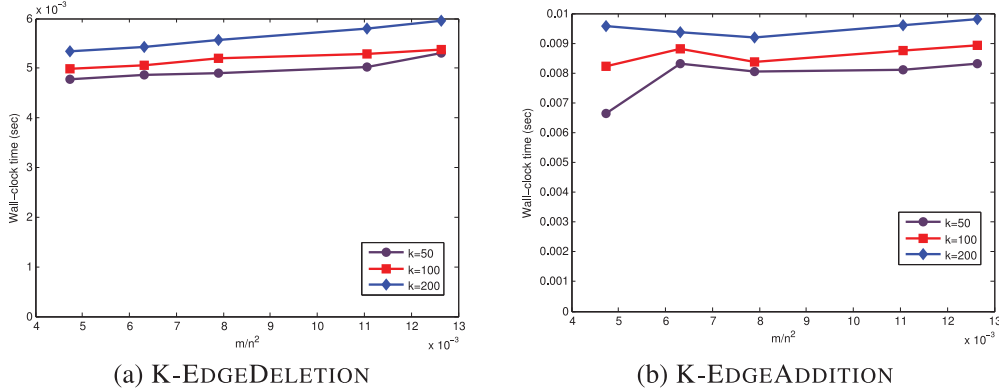 x 10⁻³
6
5
4
3
2
1
0
Wall−clock time (sec)
4 5 6 7 8 9 10 11 12 13
m/n²
x 10⁻³
k=50
k=100
k=200
(a) K-EDGEDELETION
0.01
0.009
0.008
0.007
0.006
0.005
0.004
0.003
0.002
0.001
0
Wall−clock time (sec)
4 5 6 7 8 9 10 11 12 13
m/n²
x 10⁻³
k=50
k=100
k=200
(b) K-EDGEADDITION